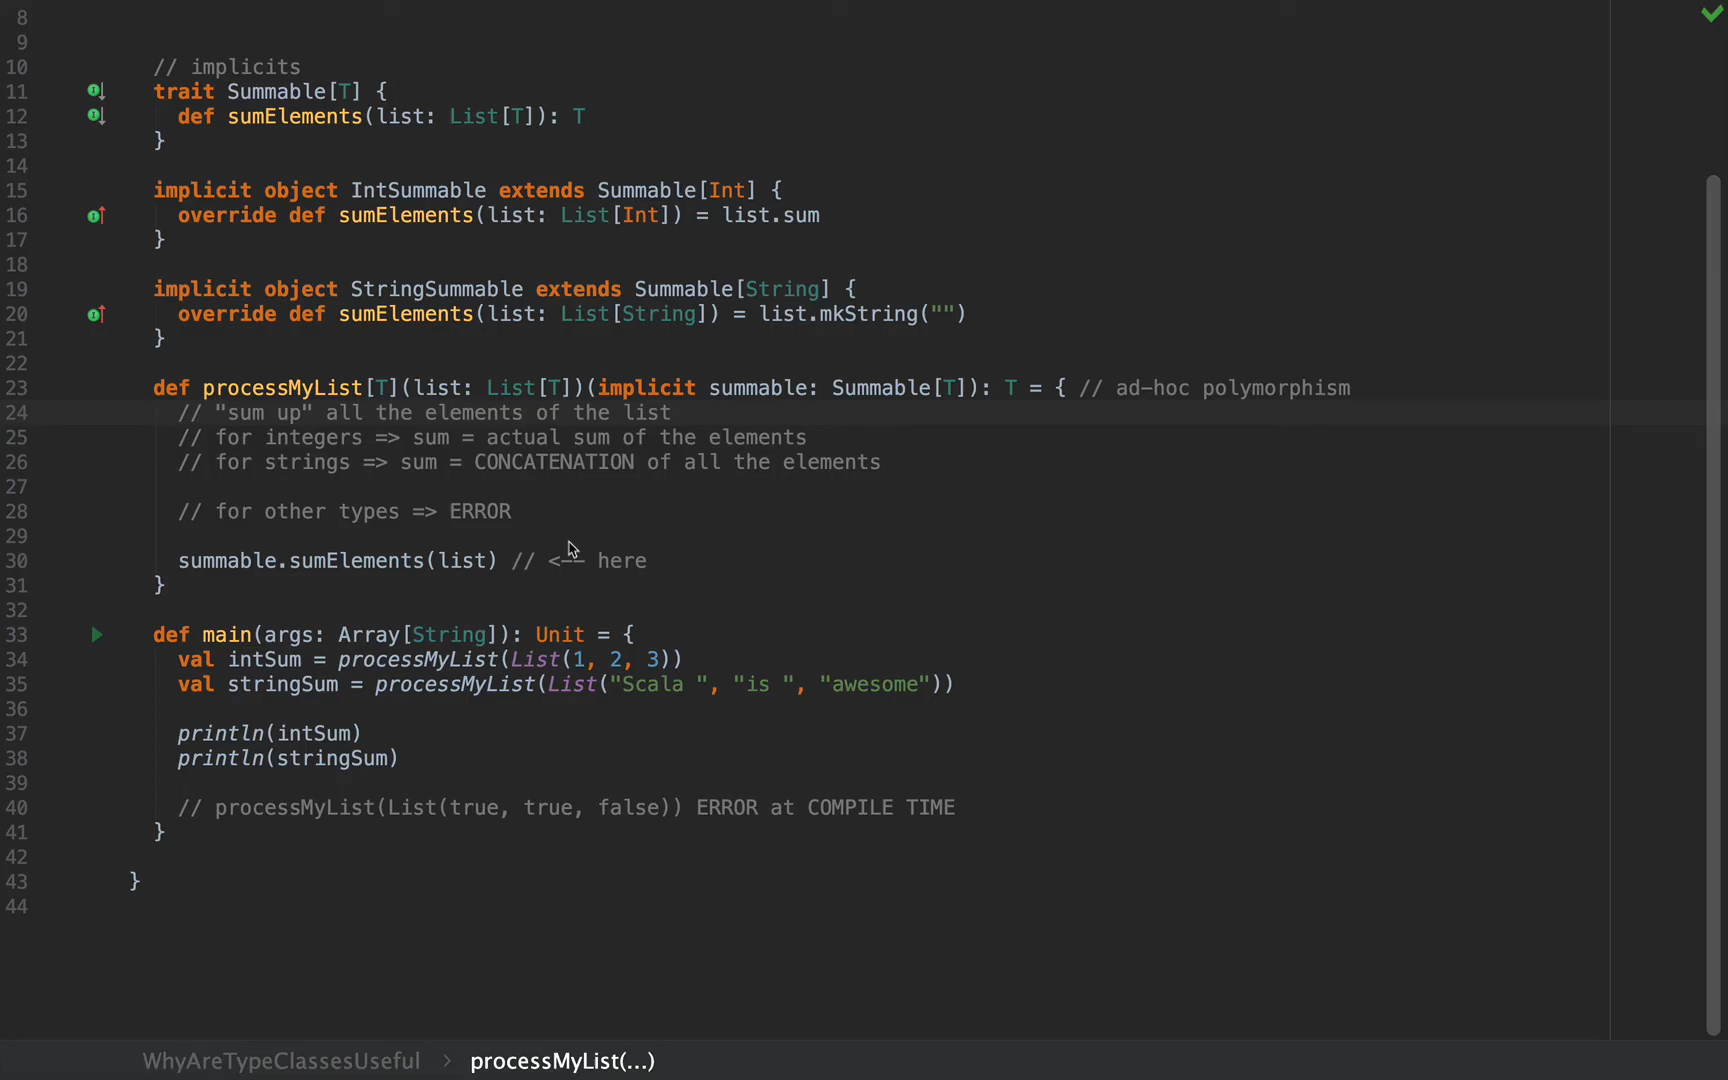 8
9
10 // implicits
11 trait Summable[T] {
12 def sumElements(list: List[T]): T
13 }
14
15 implicit object IntSummable extends Summable[Int] {
16 override def sumElements(list: List[Int]) = list.sum
17 }
18
19 implicit object StringSummable extends Summable[String] {
20 override def sumElements(list: List[String]) = list.mkString("")
21 }
22
23 def processMyList[T](list: List[T])(implicit summable: Summable[T]): T = { // ad-hoc polymorphism
24 // "sum up" all the elements of the list
25 // for integers => sum = actual sum of the elements
26 // for strings => sum = CONCATENATION of all the elements
27
28 // for other types => ERROR
29
30 summable.sumElements(list) // <-- here
31 }
32
33 def main(args: Array[String]): Unit = {
34 val intSum = processMyList(List(1, 2, 3))
35 val stringSum = processMyList(List("Scala ", "is ", "awesome"))
36
37 println(intSum)
38 println(stringSum)
39
40 // processMyList(List(true, true, false)) ERROR at COMPILE TIME
41 }
42
43 }
44
WhyAreTypeClassesUseful > processMyList(...)